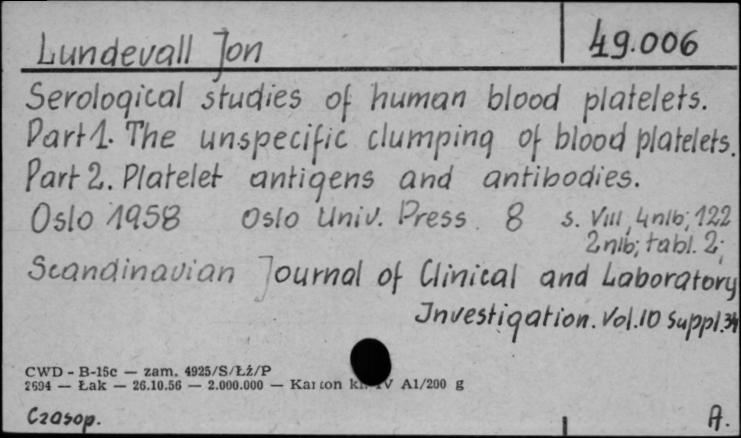 Lundevall Jon 49.006
Serological studies of human blood platelets.
Part 1. The unspecific clumping of blood platelets.
Part 2. Platelet antigens and antibodies.
Oslo 1958 Oslo Univ. Press. 8 s. VIII, 4nlb; 122
2nlb; tabl. 2;
Scandinavian Journal of Clinical and Laboratory
Investigation. Vol. 10 Suppl. 34
CWD - B-15c — zam. 4925/S/Łż/P
2694 — Łak — 26.10.56 — 2.000.000 — Karton kl. IV A1/200 g
Czasop. A.